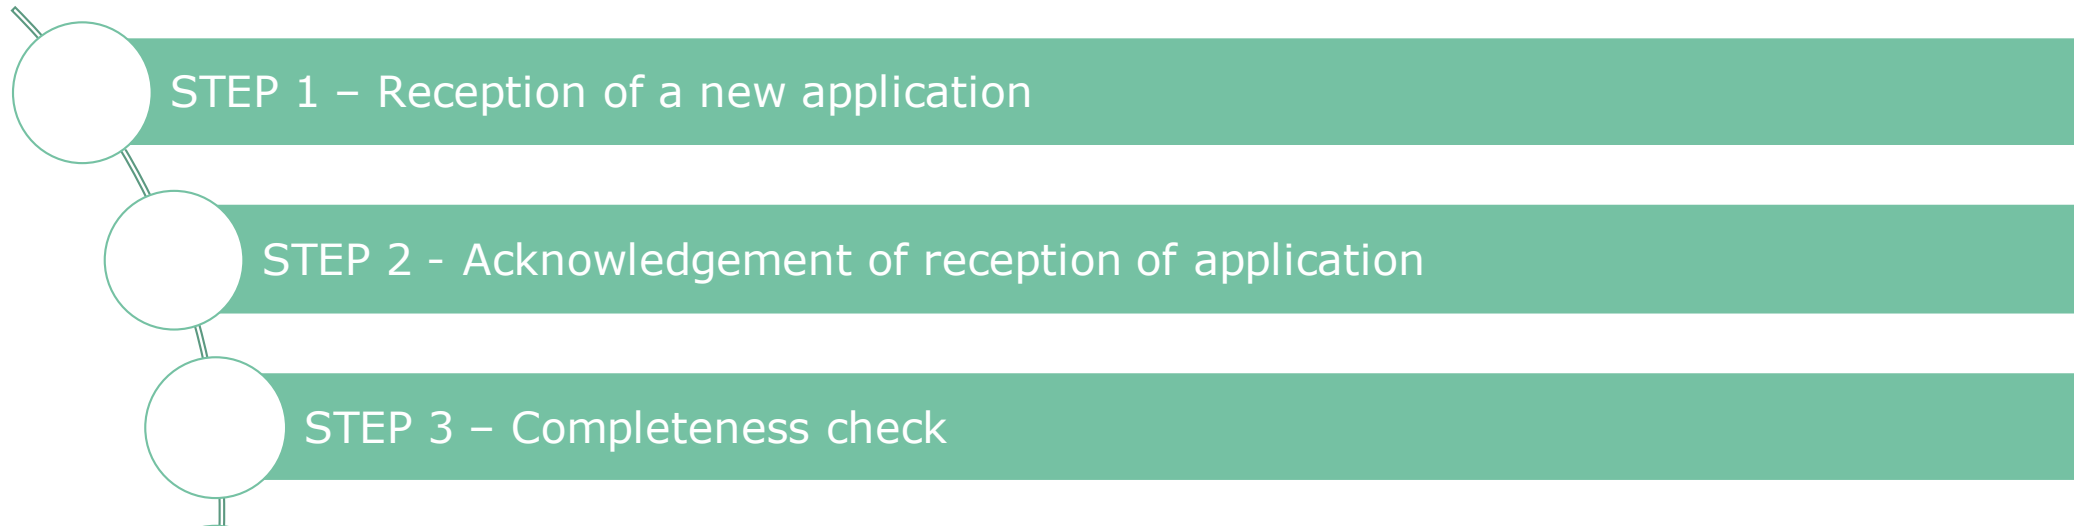 STEP 1 – Reception of a new application
STEP 2 - Acknowledgement of reception of application
STEP 3 – Completeness check